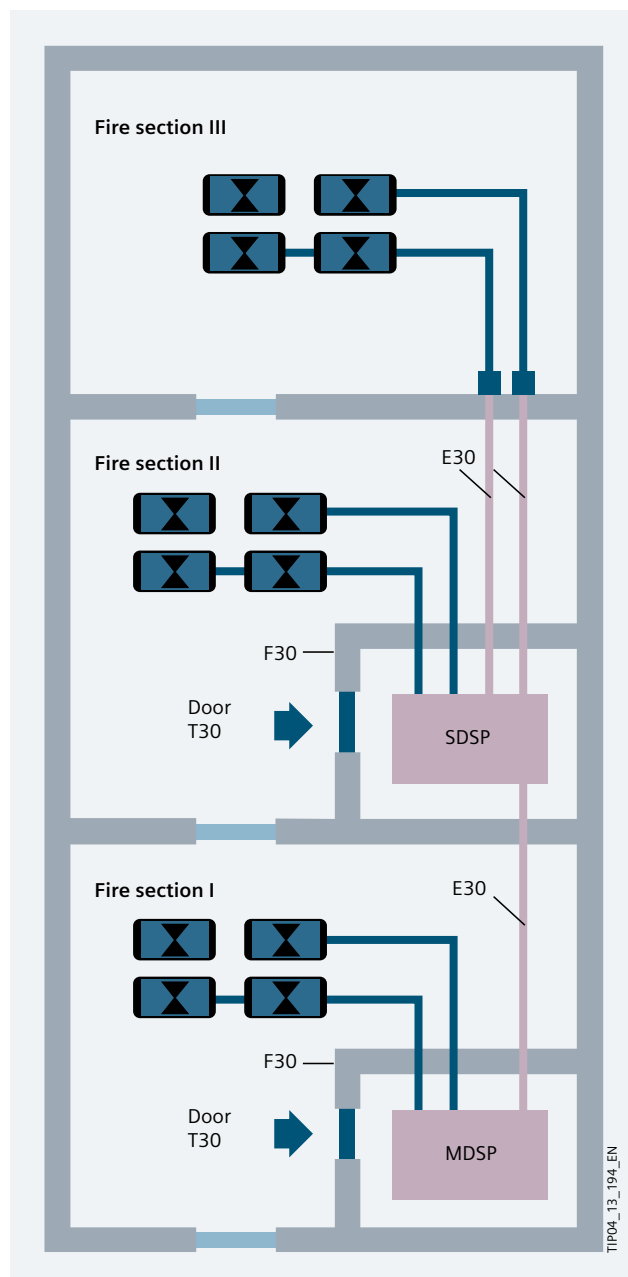 Fire section III
E30
Fire section II
F30
Door
T30
SDSP
Fire section I
E30
F30
Door
T30
MDSP
TIP04_13_194_EN